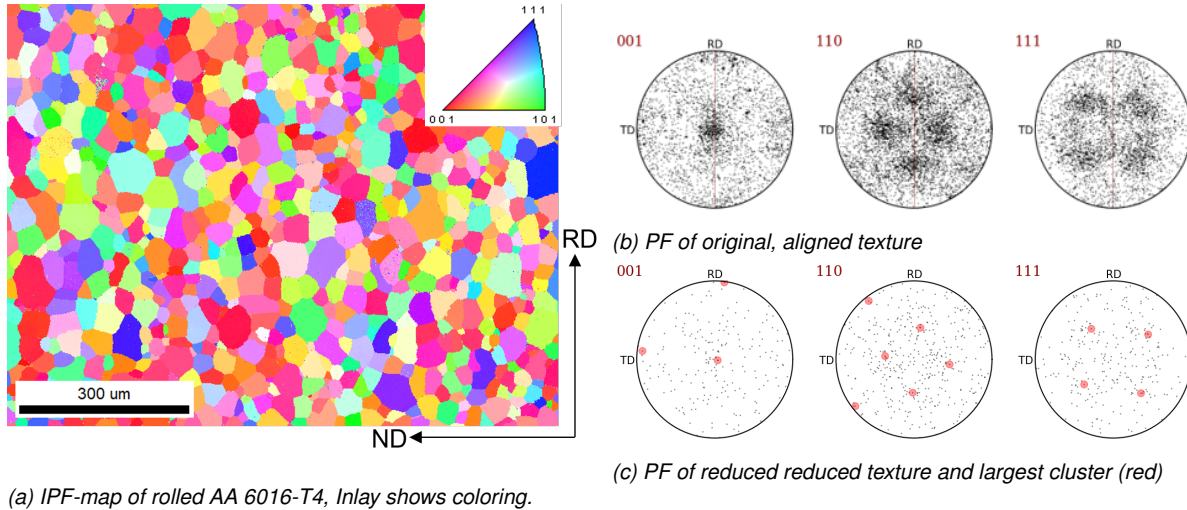 1 1 1
0 0 1
1 0 1
300 um
RD
ND
(a) IPF-map of rolled AA 6016-T4, Inlay shows coloring.
001
RD
TD
110
RD
TD
111
RD
TD
(b) PF of original, aligned texture
001
RD
TD
110
RD
TD
111
RD
TD
(c) PF of reduced reduced texture and largest cluster (red)